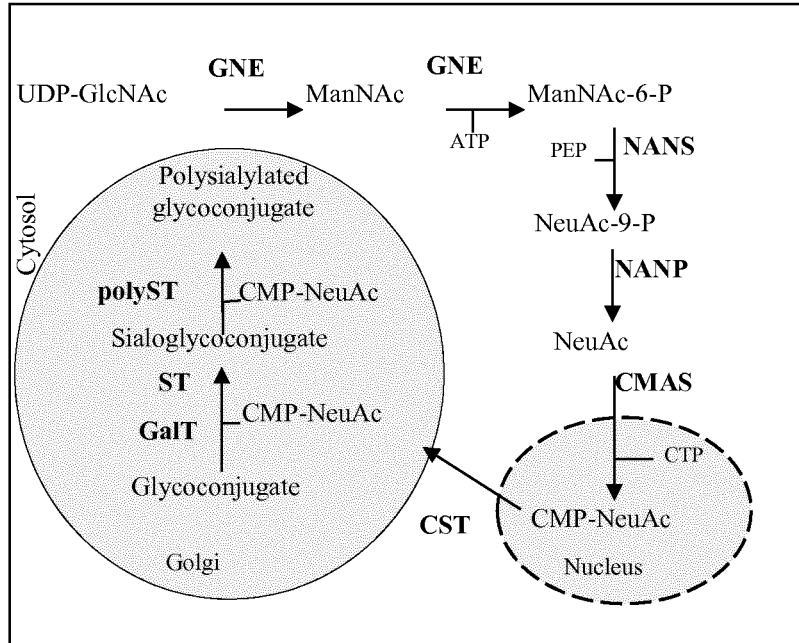 GNE
GNE
UDP-GlcNAc
ManNAc
ManNAc-6-P
ATP
PEP
NANS
NeuAc-9-P
NANP
NeuAc
CMAS
CTP
CMP-NeuAc
Nucleus
CST
Cytosol
Polysialylated
glycoconjugate
polyST
CMP-NeuAc
Sialoglycoconjugate
ST
CMP-NeuAc
GalT
Glycoconjugate
Golgi